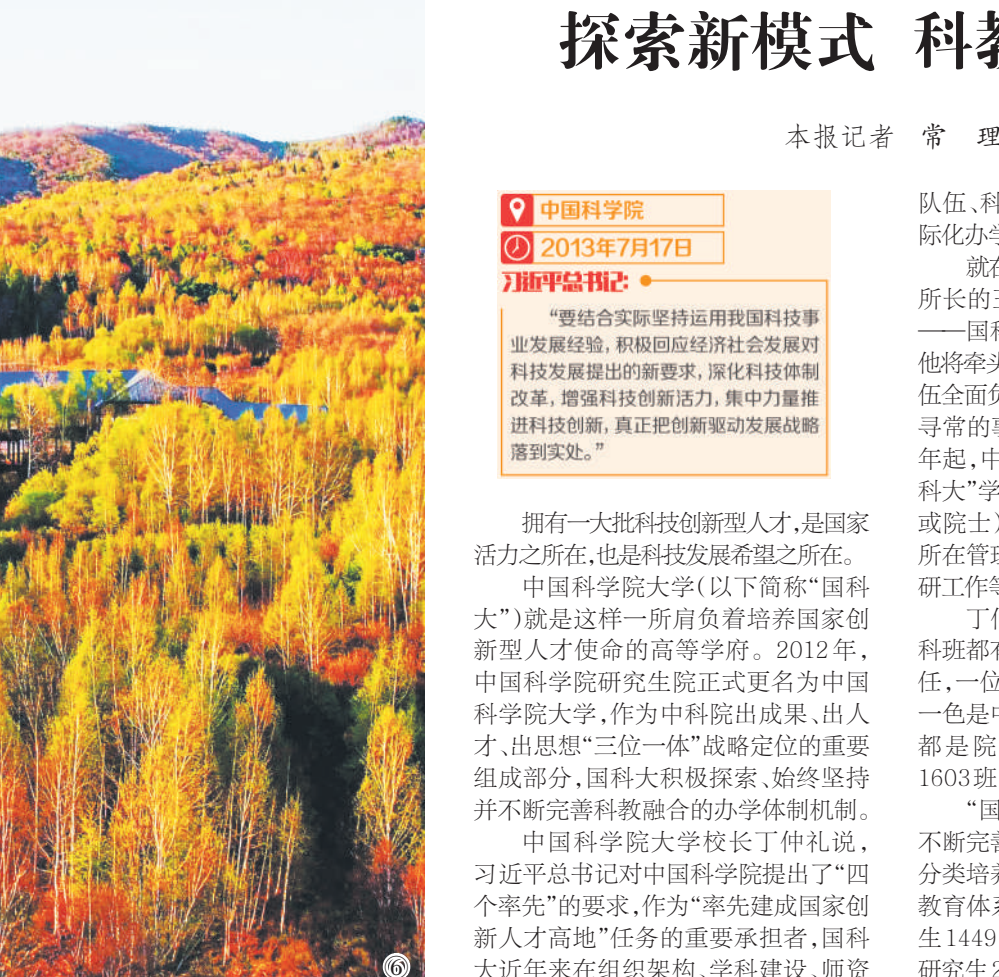 探索新模式 科教
本报记者 常 理
中国科学院
2013年7月17日
习近平总书记:
“要结合实际坚持运用我国科技事
业发展经验,积极回应经济社会发展对
科技发展提出的新要求,深化科技体制
改革,增强科技创新活力,集中力量推
进科技创新,真正把创新驱动发展战略
落到实处。”
拥有一大批科技创新型人才,是国家
活力之所在,也是科技发展希望之所在。
中国科学院大学(以下简称“国科
大”)就是这样一所肩负着培养国家创
新型人才使命的高等学府。2012年,
中国科学院研究生院正式更名为中国
科学院大学,作为中科院出成果、出人
才、出思想“三位一体”战略定位的重要
组成部分,国科大积极探索、始终坚持
并不断完善科教融合的办学体制机制。
中国科学院大学校长丁仲礼说,
习近平总书记对中国科学院提出了“四
个率先”的要求,作为“率先建成国家创
新人才高地”任务的重要承担者,国科
大近年来在组织架构、学科建设、师资
队伍、科
际化办学
就在
所长的
——国科
他将牵头
伍全面负
寻常的
年起,中
科大”学
或院士)
所在管理
研工作等
丁仲
科班都有
任,一位
一色是中
都是院
1603班
“国
不断完善
分类培养
教育体系
生1449
研究生2
⑥